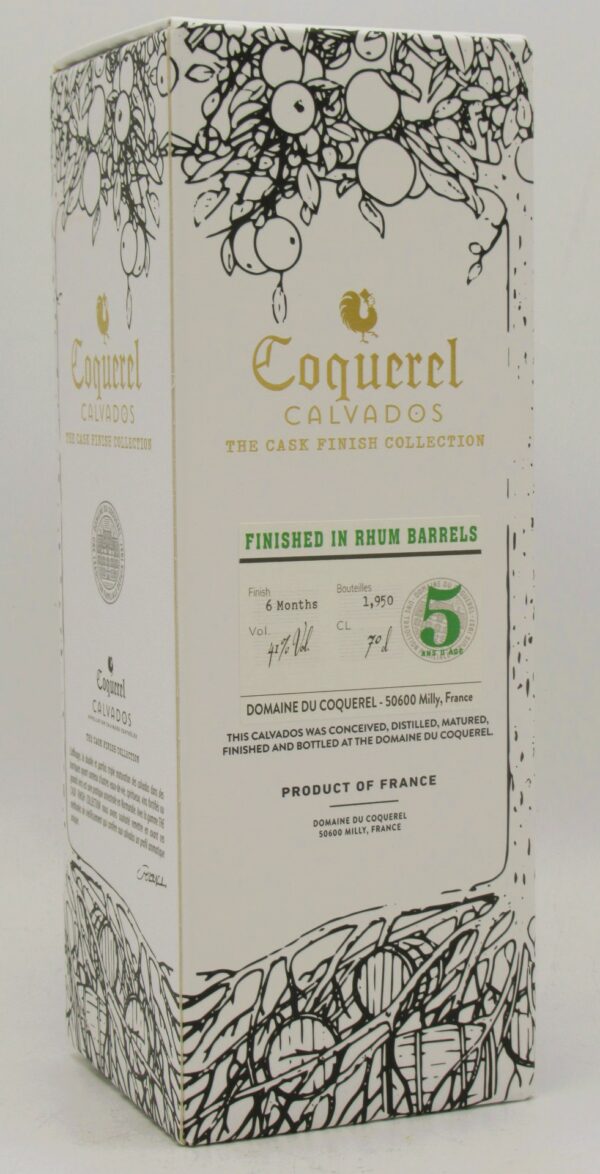 Coquerel
CALVADOS
THE CASK FINISH COLLECTION
FINISHED IN RHUM BARRELS
Finish
6 Months
Bouteilles
1,950
Vol.
41% Vol.
CL
70cl
5
ANS D'ÂGE
DOMAINE DU COQUEREL - 50600 Milly, France
THIS CALVADOS WAS CONCEIVED, DISTILLED, MATURED,
FINISHED AND BOTTLED AT THE DOMAINE DU COQUEREL.
PRODUCT OF FRANCE
DOMAINE DU COQUEREL
50600 MILLY, FRANCE
Coquerel
CALVADOS
THE CASK FINISH COLLECTION
Coquerel
CALVADOS
THE CASK FINISH COLLECTION